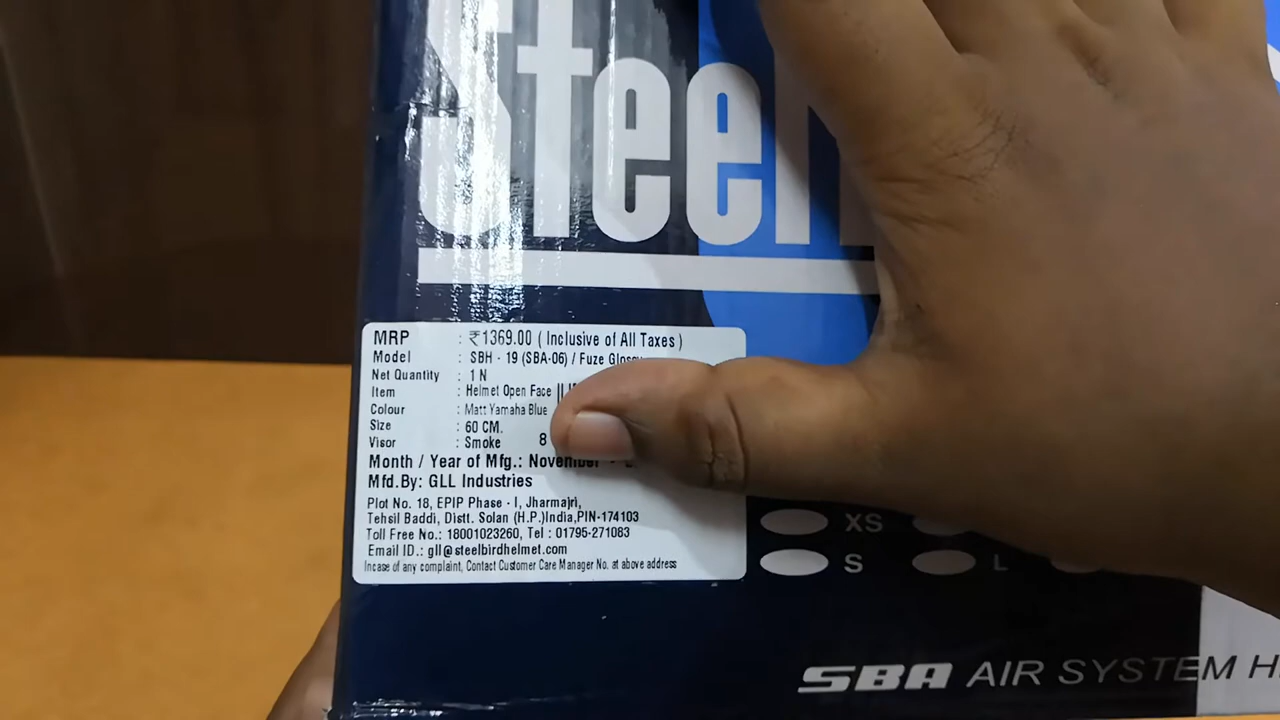 Steel
MRP : ₹1369.00 ( Inclusive of All Taxes )
Model : SBH - 19 (SBA-06) / Fuze
Net Quantity : 1 N
Item : Helmet Open Face
Colour : Matt Yamaha Blue
Size : 60 CM.
Visor : Smoke 8
Month / Year of Mfg.: November -
Mfd.By: GLL Industries
Plot No. 18, EPIP Phase - I, Jharmajri,
Tehsil Baddi, Distt. Solan (H.P.)India,PIN-174103
Toll Free No.: 18001023260, Tel : 01795-271083
Email ID.: gll@steelbirdhelmet.com
Incase of any complaint, Contact Customer Care Manager No. at above address
XS
S L
SBA AIR SYSTEM